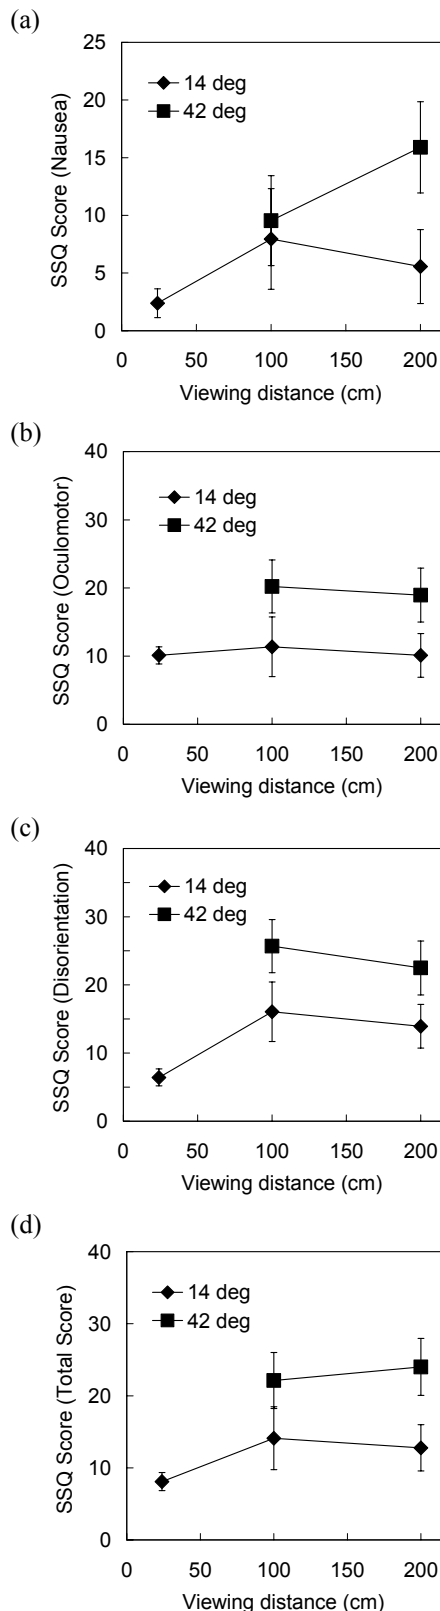 (a)
25
20
15
10
5
0
SSQ Score (Nausea)
14 deg
42 deg
0 50 100 150 200
Viewing distance (cm)
(b)
40
30
20
10
0
SSQ Score (Oculomotor)
14 deg
42 deg
0 50 100 150 200
Viewing distance (cm)
(c)
40
30
20
10
0
SSQ Score (Disorientation)
14 deg
42 deg
0 50 100 150 200
Viewing distance (cm)
(d)
40
30
20
10
0
SSQ Score (Total Score)
14 deg
42 deg
0 50 100 150 200
Viewing distance (cm)